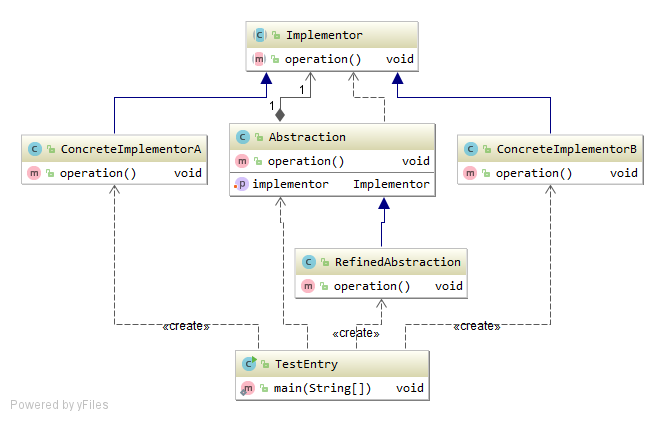 Implementor
operation() void
1
1
Abstraction
operation() void
implementor Implementor
ConcreteImplementorA
operation() void
ConcreteImplementorB
operation() void
RefinedAbstraction
operation() void
«create»
«create»
«create»
TestEntry
main(String[]) void
Powered by yFiles